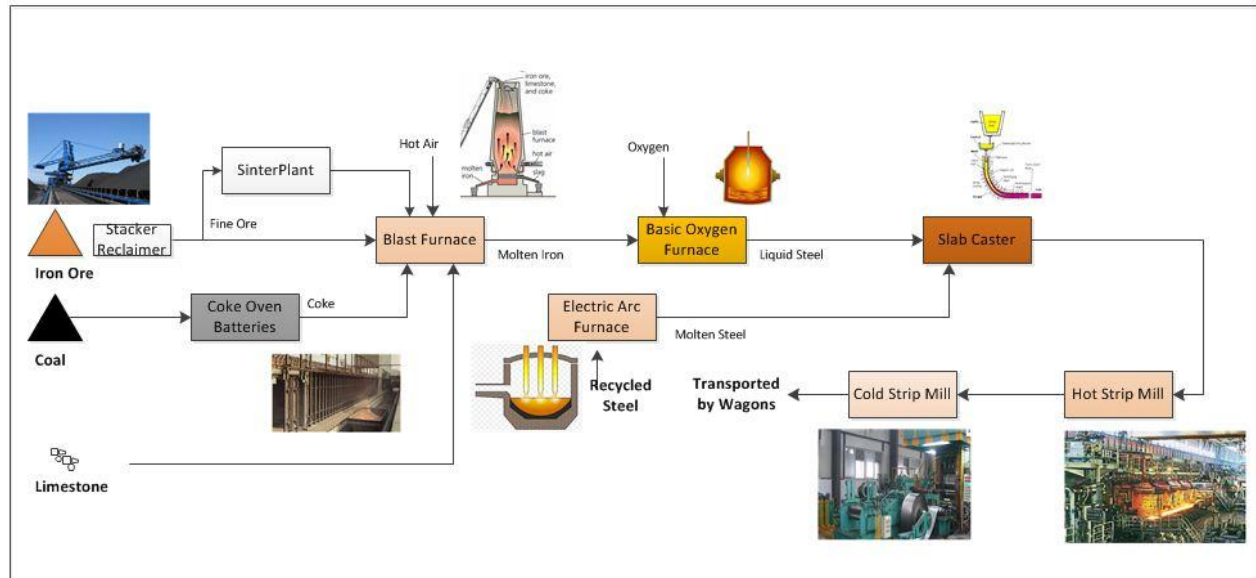 iron ore,
limestone,
and coke
blast
furnace
hot air
slag
molten
iron
Hot Air
Oxygen
SinterPlant
Stacker
Reclaimer
Fine Ore
Blast Furnace
Molten Iron
Basic Oxygen
Furnace
Liquid Steel
Slab Caster
Iron Ore
Coke Oven
Batteries
Coke
Coal
Electric Arc
Furnace
Molten Steel
Recycled
Steel
Transported
by Wagons
Cold Strip Mill
Hot Strip Mill
Limestone